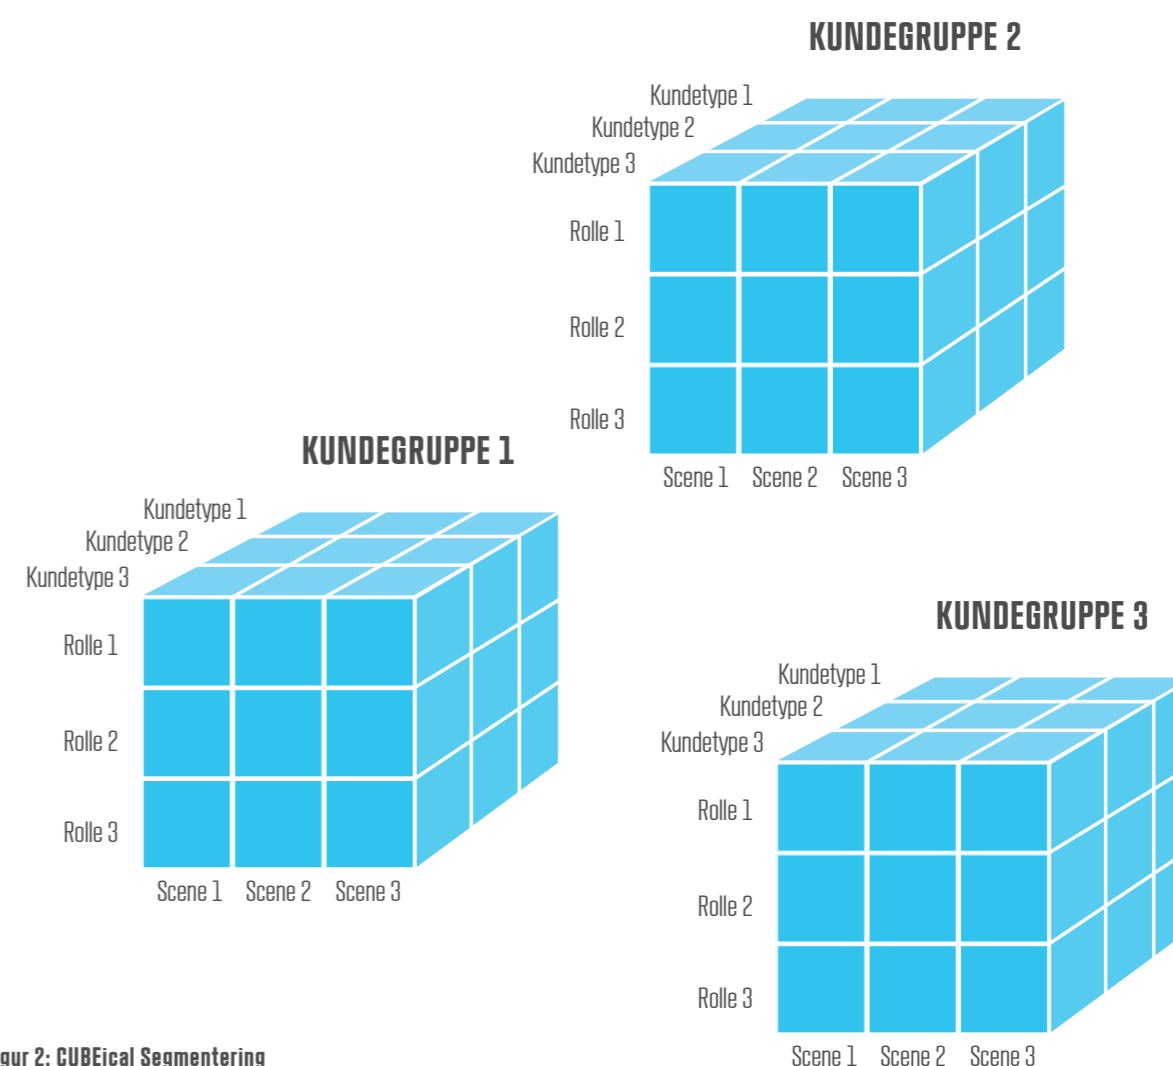 KUNDEGRUPPE 2
Kundetype 1
Kundetype 2
Kundetype 3
Rolle 1
Rolle 2
Rolle 3
Scene 1 Scene 2 Scene 3
KUNDEGRUPPE 1
Kundetype 1
Kundetype 2
Kundetype 3
Rolle 1
Rolle 2
Rolle 3
Scene 1 Scene 2 Scene 3
KUNDEGRUPPE 3
Kundetype 1
Kundetype 2
Kundetype 3
Rolle 1
Rolle 2
Rolle 3
Scene 1 Scene 2 Scene 3
gur 2: CUBEical Segmentering